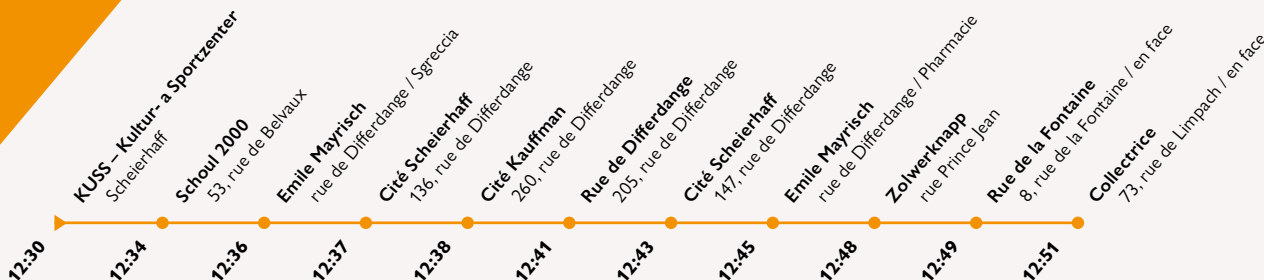 KUSS – Kultur- a Sportzenter
Scheierhaff
Schoul 2000
53, rue de Belvaux
Emile Mayrisch
rue de Differdange / Sgreccia
Cité Scheierhaff
136, rue de Differdange
Cité Kauffman
260, rue de Differdange
Rue de Differdange
205, rue de Differdange
Cité Scheierhaff
147, rue de Differdange
Emile Mayrisch
rue de Differdange / Pharmacie
Zolwerknapp
rue Prince Jean
Rue de la Fontaine
8, rue de la Fontaine / en face
Collectrice
73, rue de Limpach / en face
12:30
12:34
12:36
12:37
12:38
12:41
12:43
12:45
12:48
12:49
12:51